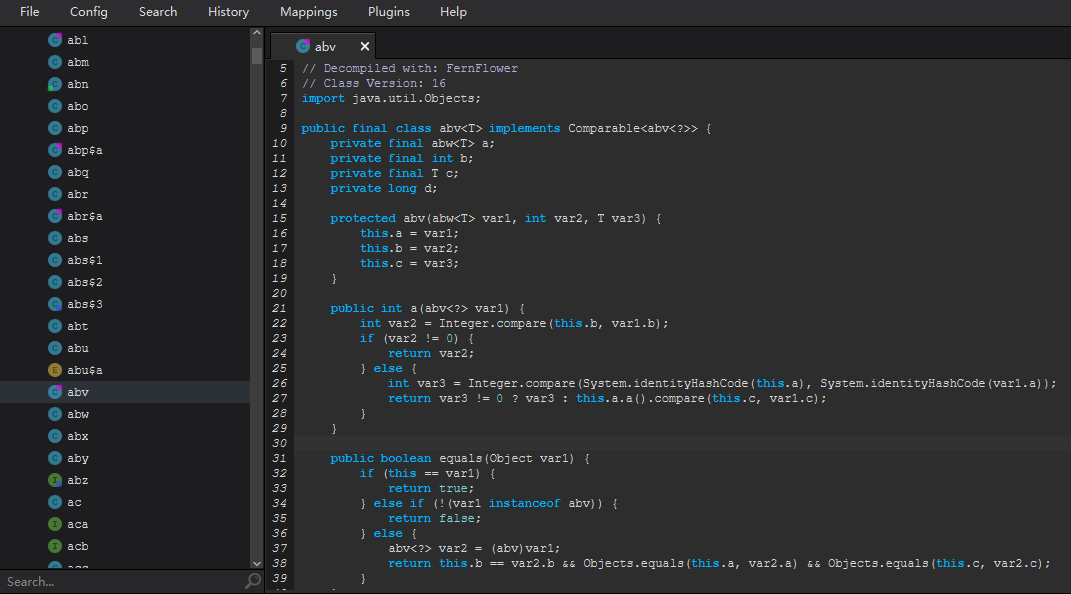 File Config Search History Mappings Plugins Help
abl
abm
abn
abo
abp
abp$a
abq
abr
abr$a
abs
abs$1
abs$2
abs$3
abt
abu
abu$a
abv
abw
abx
aby
abz
ac
aca
acb
Search...
abv
5 // Decompiled with: FernFlower
6 // Class Version: 16
7 import java.util.Objects;
8
9 public final class abv<T> implements Comparable<abv<?>> {
10     private final abw<T> a;
11     private final int b;
12     private final T c;
13     private long d;
14
15     protected abv(abw<T> var1, int var2, T var3) {
16         this.a = var1;
17         this.b = var2;
18         this.c = var3;
19     }
20
21     public int a(abv<?> var1) {
22         int var2 = Integer.compare(this.b, var1.b);
23         if (var2 != 0) {
24             return var2;
25         } else {
26             int var3 = Integer.compare(System.identityHashCode(this.a), System.identityHashCode(var1.a));
27             return var3 != 0 ? var3 : this.a.a().compare(this.c, var1.c);
28         }
29     }
30
31     public boolean equals(Object var1) {
32         if (this == var1) {
33             return true;
34         } else if (!(var1 instanceof abv)) {
35             return false;
36         } else {
37             abv<?> var2 = (abv)var1;
38             return this.b == var2.b && Objects.equals(this.a, var2.a) && Objects.equals(this.c, var2.c);
39         }